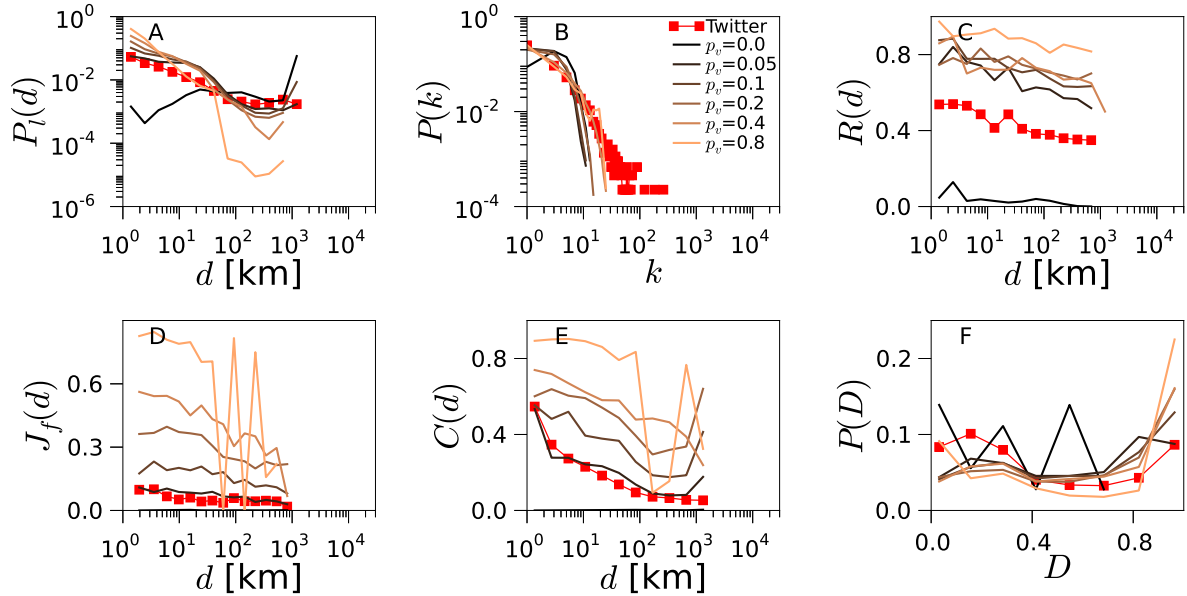 A
10^0
10^-2
10^-4
10^-6
P_l(d)
10^0 10^1 10^2 10^3 10^4
d [km]
B
10^0
10^-2
10^-4
P(k)
10^0 10^1 10^2 10^3 10^4
k
Twitter
p_v=0.0
p_v=0.05
p_v=0.1
p_v=0.2
p_v=0.4
p_v=0.8
C
0.8
0.4
0.0
R(d)
10^0 10^1 10^2 10^3 10^4
d [km]
D
0.6
0.3
0.0
J_f(d)
10^0 10^1 10^2 10^3 10^4
d [km]
E
0.8
0.4
0.0
C(d)
10^0 10^1 10^2 10^3 10^4
d [km]
F
0.2
0.1
0.0
P(D)
0.0 0.4 0.8
D